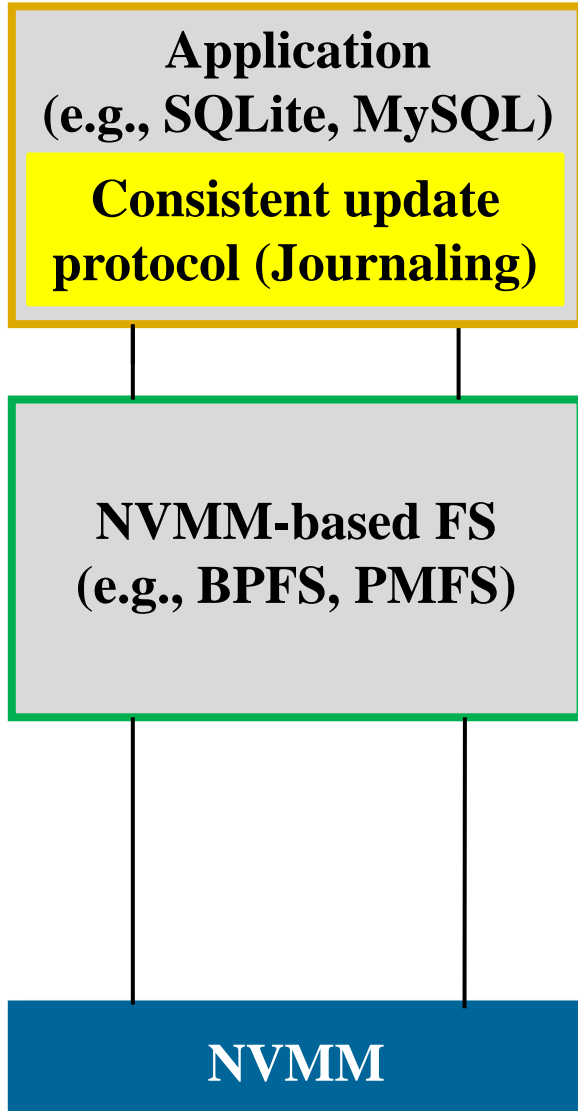 Application
(e.g., SQLite, MySQL)
Consistent update
protocol (Journaling)
NVMM-based FS
(e.g., BPFS, PMFS)
NVMM